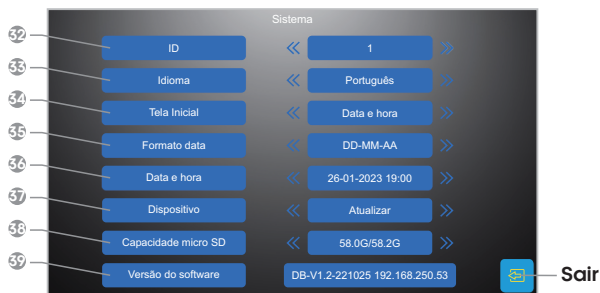 Sistema
32 ID 1
33 Idioma Português
34 Tela Inicial Data e hora
35 Formato data DD-MM-AA
36 Data e hora 26-01-2023 19:00
37 Dispositivo Atualizar
38 Capacidade micro SD 58.0G/58.2G
39 Versão do software DB-V1.2-221025 192.168.250.53
Sair